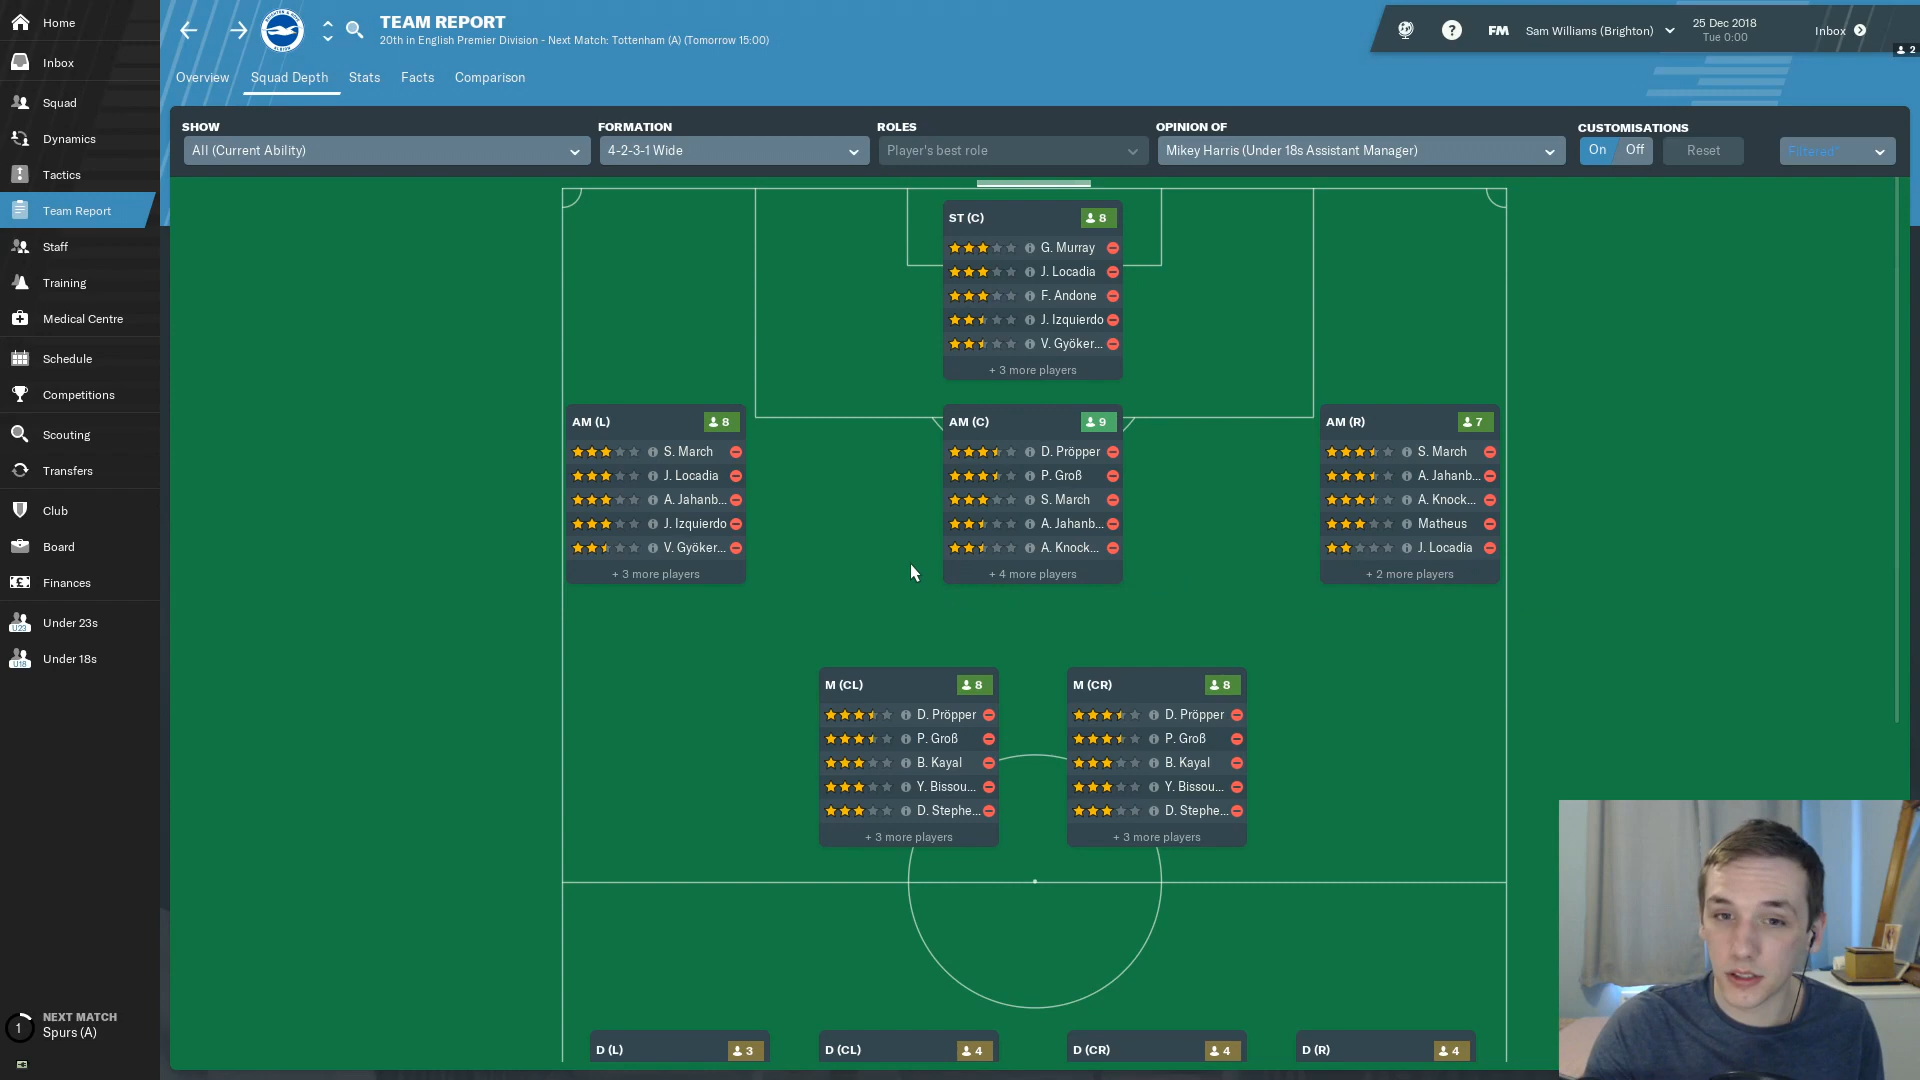 Home
Inbox
Squad
Dynamics
Tactics
Team Report
Staff
Training
Medical Centre
Schedule
Competitions
Scouting
Transfers
Club
Board
Finances
U23
Under 23s
U18
Under 18s
1
NEXT MATCH
Spurs (A)
TEAM REPORT
20th in English Premier Division - Next Match: Tottenham (A) (Tomorrow 15:00)
FM
Sam Williams (Brighton)
25 Dec 2018
Tue 0:00
Inbox
2
Overview
Squad Depth
Stats
Facts
Comparison
SHOW
All (Current Ability)
FORMATION
4-2-3-1 Wide
ROLES
Player's best role
OPINION OF
Mikey Harris (Under 18s Assistant Manager)
CUSTOMISATIONS
On
Off
Reset
Filtered*
ST (C) 8
G. Murray
J. Locadia
F. Andone
J. Izquierdo
V. Gyöker...
+ 3 more players
AM (L) 8
S. March
J. Locadia
A. Jahanb...
J. Izquierdo
V. Gyöker...
+ 3 more players
AM (C) 9
D. Pröpper
P. Groß
S. March
A. Jahanb...
A. Knock...
+ 4 more players
AM (R) 7
S. March
A. Jahanb...
A. Knock...
Matheus
J. Locadia
+ 2 more players
M (CL) 8
D. Pröpper
P. Groß
B. Kayal
Y. Bissou...
D. Stephe...
+ 3 more players
M (CR) 8
D. Pröpper
P. Groß
B. Kayal
Y. Bissou...
D. Stephe...
+ 3 more players
D (L) 3
D (CL) 4
D (CR) 4
D (R) 4